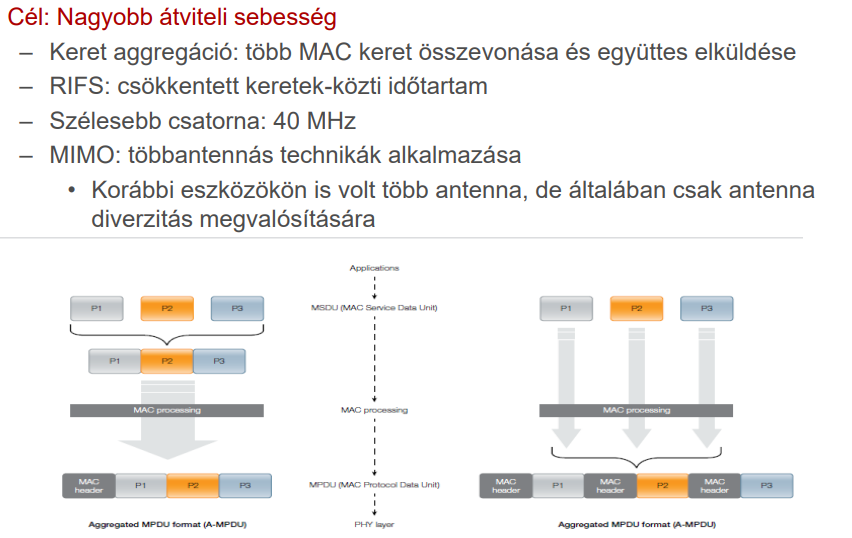 Cél: Nagyobb átviteli sebesség
– Keret aggregáció: több MAC keret összevonása és együttes elküldése
– RIFS: csökkentett keretek-közti időtartam
– Szélesebb csatorna: 40 MHz
– MIMO: többantennás technikák alkalmazása
• Korábbi eszközökön is volt több antenna, de általában csak antenna
diverzitás megvalósítására
Applications
P1 P2 P3
MSDU (MAC Service Data Unit)
P1 P2 P3
P1 P2 P3
MAC processing
MAC processing
MAC processing
MAC header P1 P2 P3
MPDU (MAC Protocol Data Unit)
MAC header P1 MAC header P2 MAC header P3
Aggregated MPDU format (A-MPDU)
PHY layer
Aggregated MPDU format (A-MPDU)